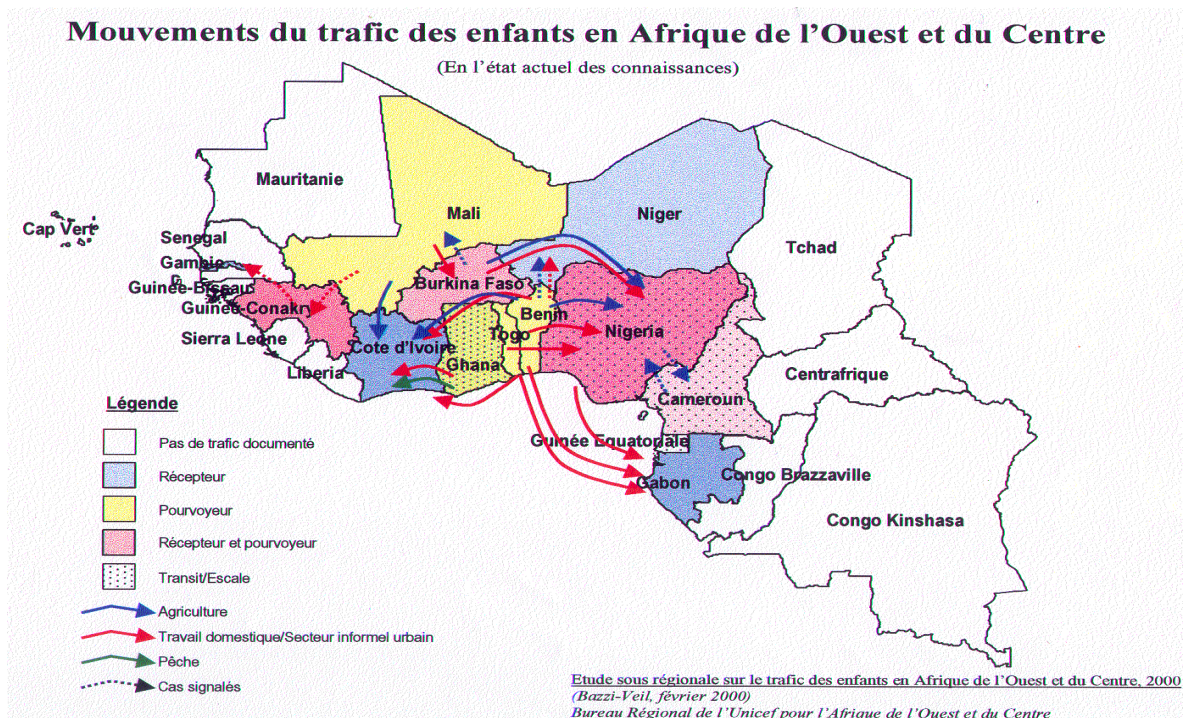 Mouvements du trafic des enfants en Afrique de l'Ouest et du Centre
(En l'état actuel des connaissances)
Mauritanie
Mali
Niger
Cap Vert
Tchad
Senegal
Gambie
Burkina Faso
Guinée-Bissau
Guinée-Conakry
Benin
Nigeria
Togo
Sierra Leone
Cote d'Ivoire
Ghana
Liberia
Centrafrique
Cameroun
Guinée Equatoriale
Gabon
Congo Brazzaville
Congo Kinshasa
Légende
Pas de trafic documenté
Récepteur
Pourvoyeur
Récepteur et pourvoyeur
Transit/Escale
Agriculture
Travail domestique/Secteur informel urbain
Pêche
Cas signalés
Etude sous régionale sur le trafic des enfants en Afrique de l'Ouest et du Centre, 2000
(Bazzi-Veil, février 2000)
Bureau Régional de l'Unicef pour l'Afrique de l'Ouest et du Centre